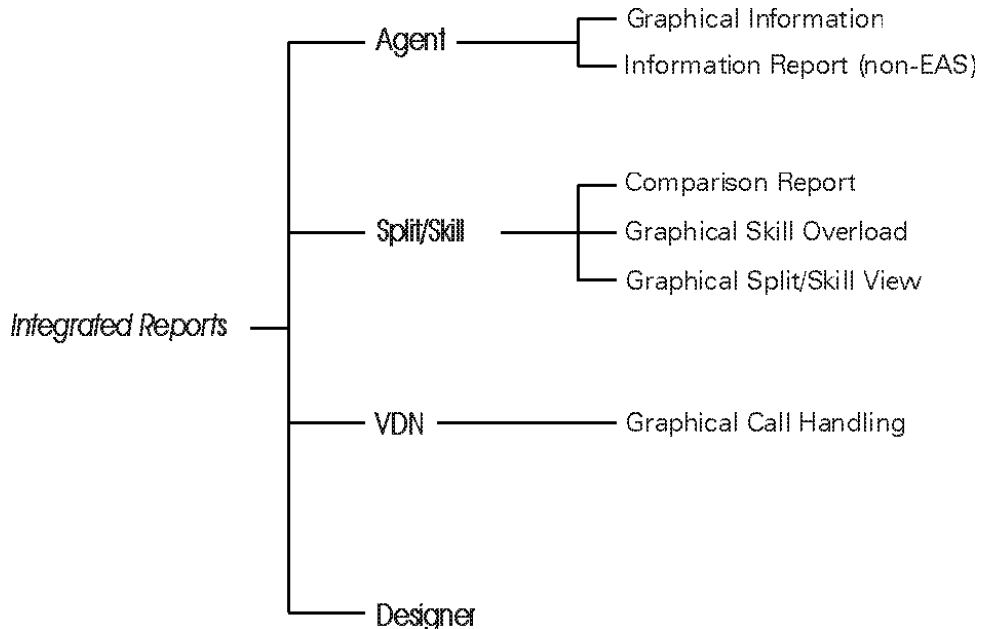 Graphical Information
Agent
Information Report (non-EAS)
Comparison Report
Split/Skill
Graphical Skill Overload
Graphical Split/Skill View
Integrated Reports
VDN
Graphical Call Handling
Designer